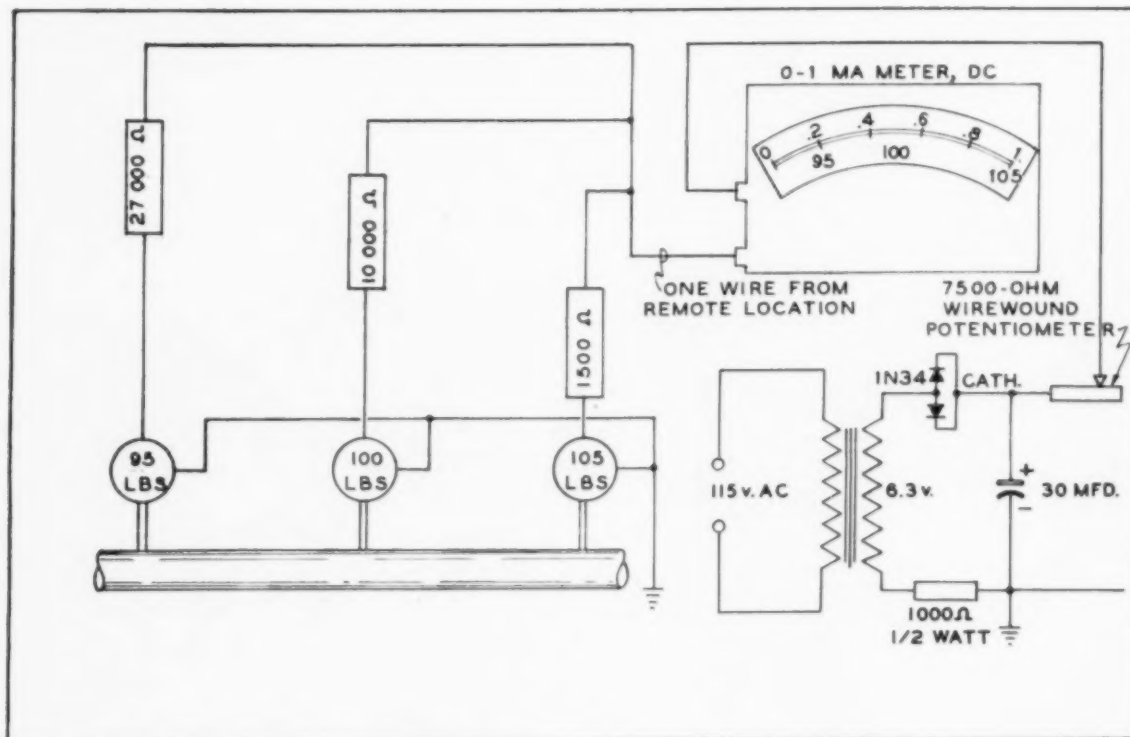 0-1 MA METER, DC
0 .2 .4 .6 .8 1.
95 100 105
27 000 Ω
10 000 Ω
1500 Ω
ONE WIRE FROM
REMOTE LOCATION
7500-OHM
WIREWOUND
POTENTIOMETER
1N34
CATH.
95
LBS
100
LBS
105
LBS
115 v. AC
6.3 v.
+
30 MFD.
-
1000Ω
1/2 WATT